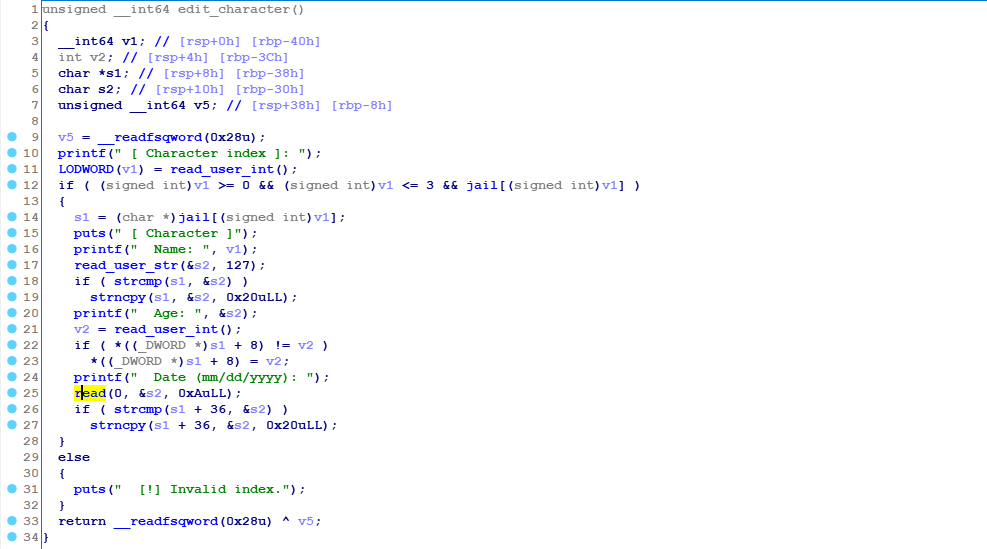 1 unsigned __int64 edit_character()
2 {
3   __int64 v1; // [rsp+0h] [rbp-40h]
4   int v2; // [rsp+4h] [rbp-3Ch]
5   char *s1; // [rsp+8h] [rbp-38h]
6   char s2; // [rsp+10h] [rbp-30h]
7   unsigned __int64 v5; // [rsp+38h] [rbp-8h]
8
9   v5 = __readfsqword(0x28u);
10   printf(" [ Character index ]: ");
11   LODWORD(v1) = read_user_int();
12   if ( (signed int)v1 >= 0 && (signed int)v1 <= 3 && jail[(signed int)v1] )
13   {
14     s1 = (char *)jail[(signed int)v1];
15     puts(" [ Character ]");
16     printf("  Name: ", v1);
17     read_user_str(&s2, 127);
18     if ( strcmp(s1, &s2) )
19       strncpy(s1, &s2, 0x20uLL);
20     printf("  Age: ", &s2);
21     v2 = read_user_int();
22     if ( *((_DWORD *)s1 + 8) != v2 )
23       *((_DWORD *)s1 + 8) = v2;
24     printf("  Date (mm/dd/yyyy): ");
25     read(0, &s2, 0xAuLL);
26     if ( strcmp(s1 + 36, &s2) )
27       strncpy(s1 + 36, &s2, 0x20uLL);
28   }
29   else
30   {
31     puts("  [!] Invalid index.");
32   }
33   return __readfsqword(0x28u) ^ v5;
34 }